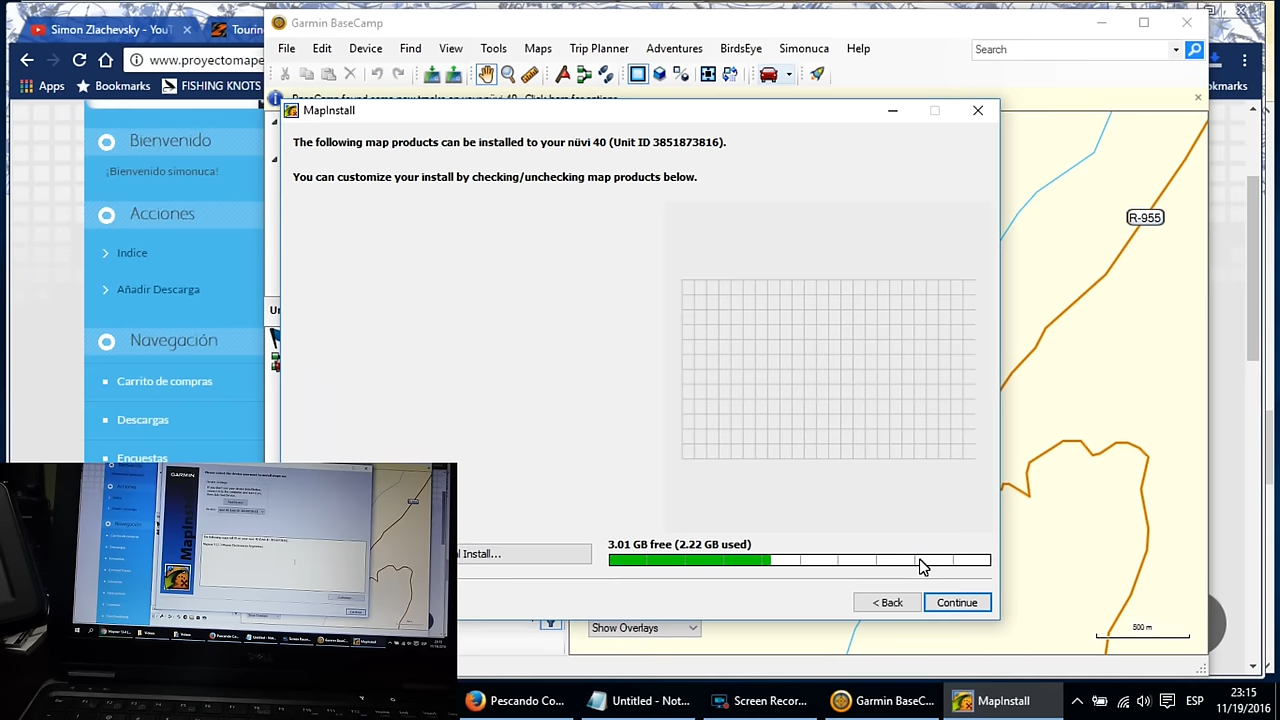 Simon Zlachevsky - YouT
Tourin
Garmin BaseCamp
File Edit Device Find View Tools Maps Trip Planner Adventures BirdsEye Simonuca Help
Search
www.proyectomape
Apps
Bookmarks
FISHING KNOTS
okmarks
MapInstall
The following map products can be installed to your nüvi 40 (Unit ID 3851873816).
You can customize your install by checking/unchecking map products below.
Bienvenido
¡Bienvenido simonuca!
Acciones
Indice
Añadir Descarga
Navegación
Carrito de compras
Descargas
Encuestas
Un
R-955
l Install...
3.01 GB free (2.22 GB used)
< Back
Continue
Show Overlays
500 m
GARMIN
MapInsta
Pescando Co...
Untitled - Not...
Screen Recor...
Garmin BaseC...
MapInstall
ESP
23:15
11/19/2016